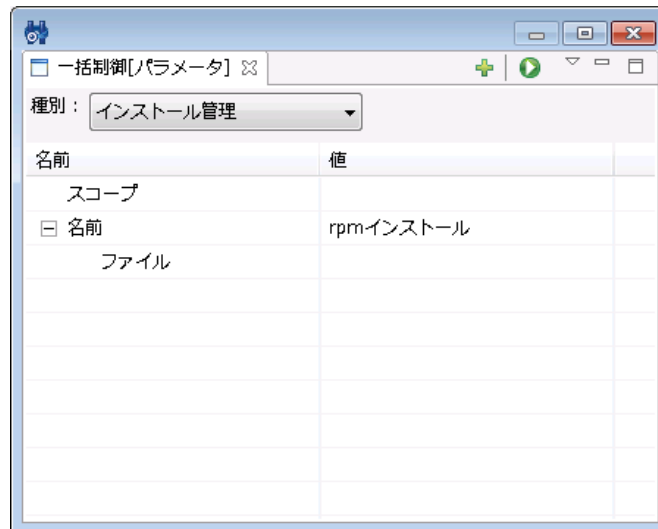 一括制御[パラメータ]
種別：インストール管理
名前 値
スコープ
名前 rpmインストール
ファイル